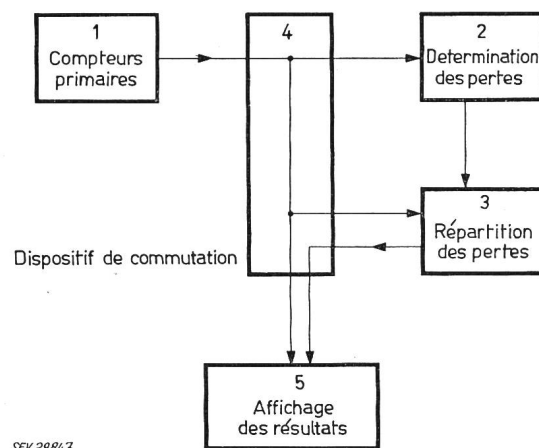 1
Compteurs
primaires
4
2
Determination
des pertes
3
Répartition
des pertes
Dispositif de commutation
5
Affichage
des résultats
SEV 39847